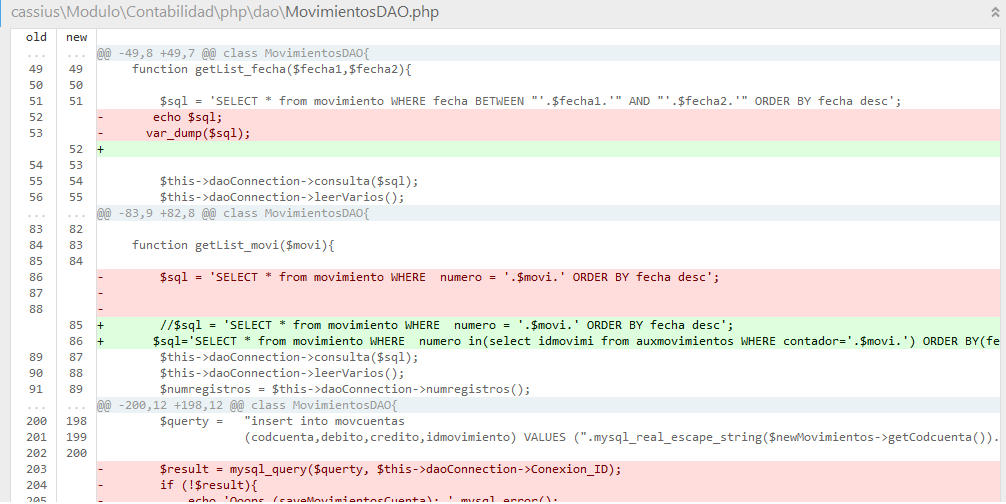 cassius\Modulo\Contabilidad\php\dao\MovimientosDAO.php
old new
... ... @@ -49,8 +49,7 @@ class MovimientosDAO{
49 49 function getList_fecha($fecha1,$fecha2){
50 50
51 51 $sql = 'SELECT * from movimiento WHERE fecha BETWEEN "'.$fecha1.'" AND "'.$fecha2.'" ORDER BY fecha desc';
52 - echo $sql;
53 - var_dump($sql);
52 +
54 53
55 54 $this->daoConnection->consulta($sql);
56 55 $this->daoConnection->leerVarios();
... ... @@ -83,9 +82,8 @@ class MovimientosDAO{
83 82
84 83 function getList_movi($movi){
85 84
86 - $sql = 'SELECT * from movimiento WHERE numero = '.$movi.' ORDER BY fecha desc';
87 -
88 -
85 + //$sql = 'SELECT * from movimiento WHERE numero = '.$movi.' ORDER BY fecha desc';
86 + $sql='SELECT * from movimiento WHERE numero in(select idmovimi from auxmovimientos WHERE contador='.$movi.') ORDER BY(fe
89 87 $this->daoConnection->consulta($sql);
90 88 $this->daoConnection->leerVarios();
91 89 $numregistros = $this->daoConnection->numregistros();
... ... @@ -200,12 +198,12 @@ class MovimientosDAO{
200 198 $querty = "insert into movcuentas
201 199 (codcuenta,debito,credito,idmovimiento) VALUES (".mysql_real_escape_string($newMovimientos->getCodcuenta()).
202 200
203 - $result = mysql_query($querty, $this->daoConnection->Conexion_ID);
204 - if (!$result){
205 - echo 'Ooops (saveMovimientosCuenta): '.mysql_error();